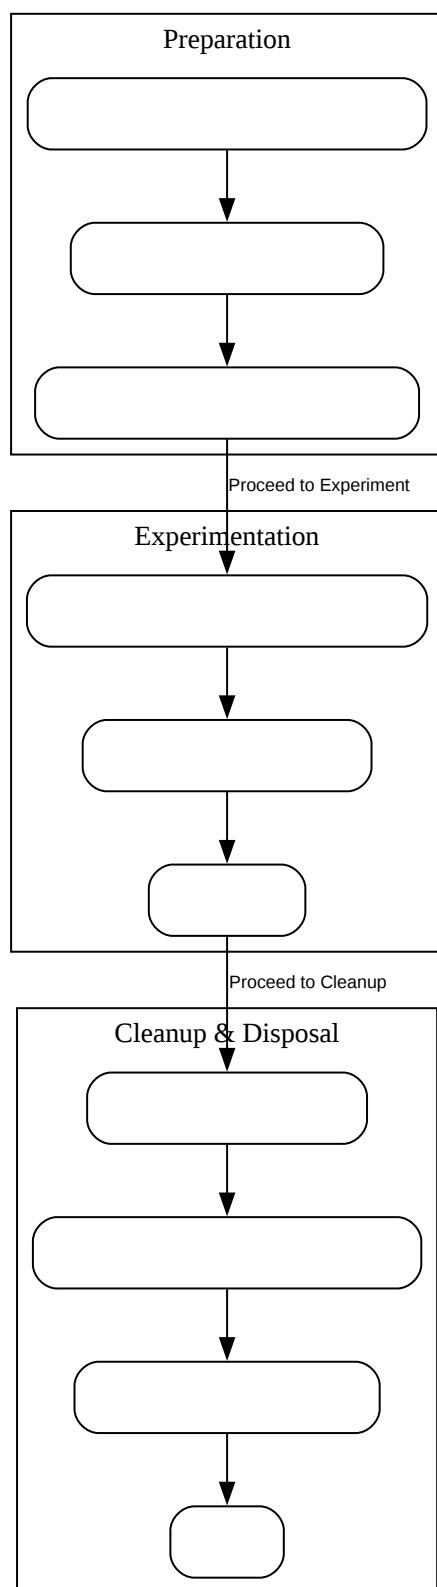 Preparation
Proceed to Experiment
Experimentation
Proceed to Cleanup
Cleanup & Disposal